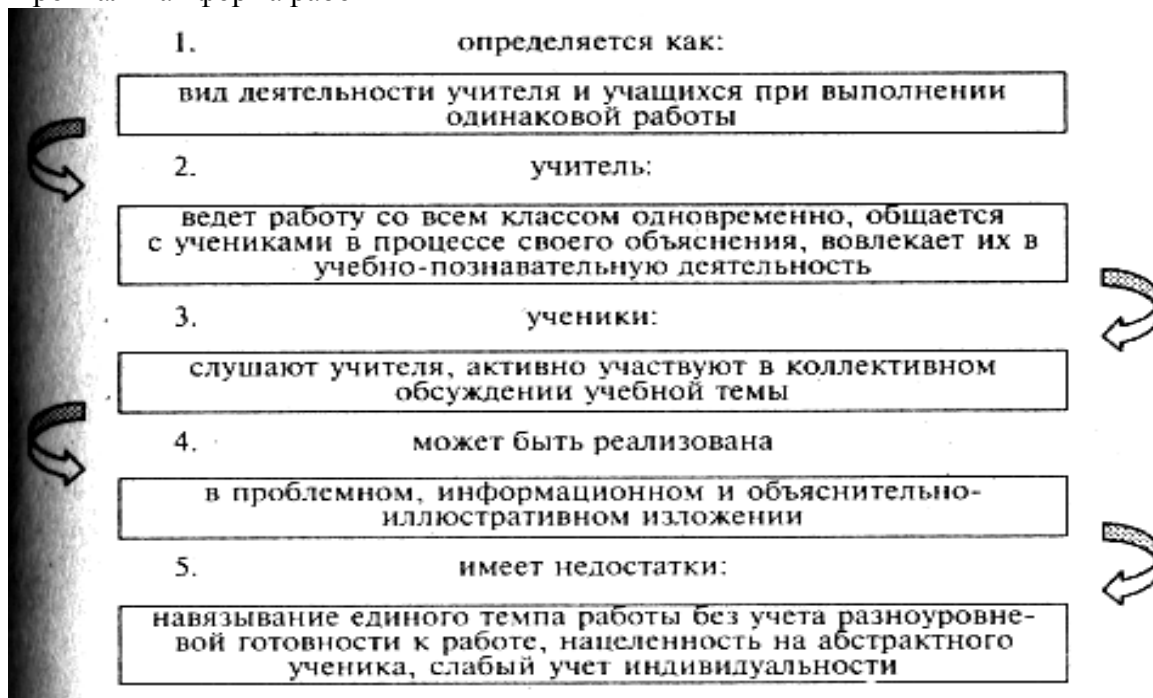 1. определяется как:
вид деятельности учителя и учащихся при выполнении
одинаковой работы
2. учитель:
ведет работу со всем классом одновременно, общается
с учениками в процессе своего объяснения, вовлекает их в
учебно-познавательную деятельность
3. ученики:
слушают учителя, активно участвуют в коллективном
обсуждении учебной темы
4. может быть реализована
в проблемном, информационном и объяснительно-
иллюстративном изложении
5. имеет недостатки:
навязывание единого темпа работы без учета разноуровне-
вой готовности к работе, нацеленность на абстрактного
ученика, слабый учет индивидуальности